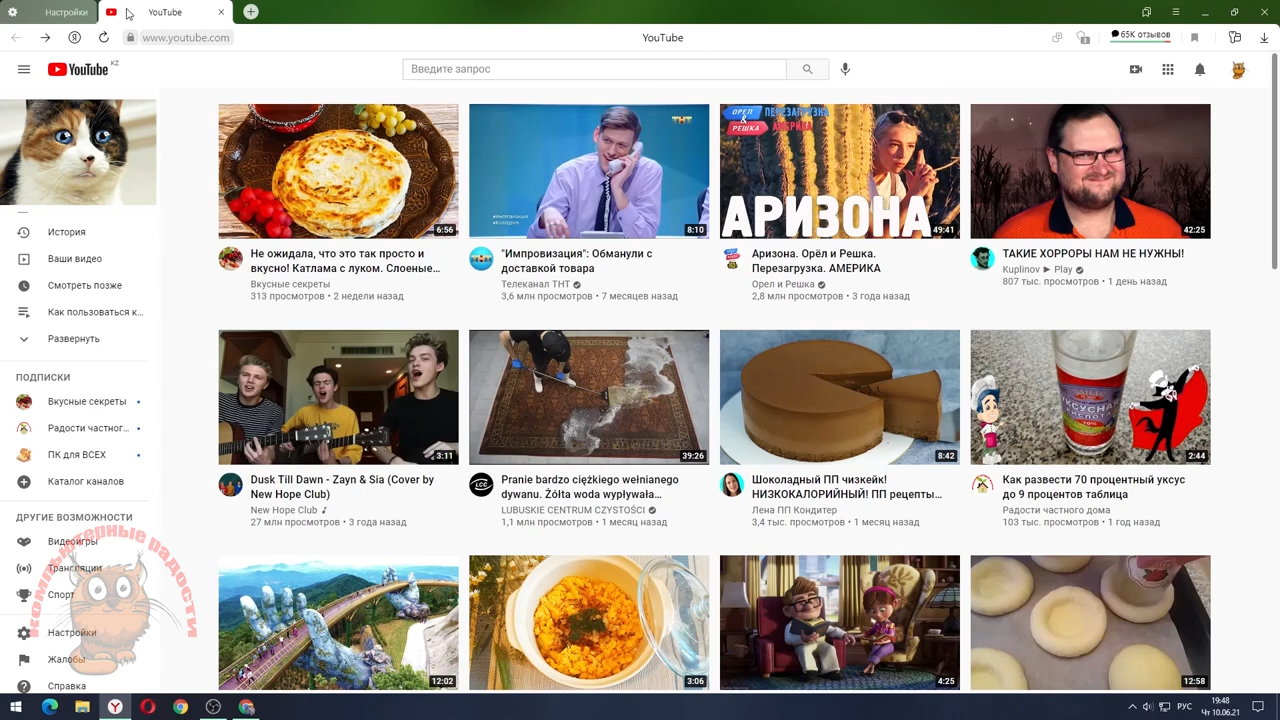 Настройки
YouTube
www.youtube.com
YouTube
3
65K отзывов
YouTube
KZ
Введите запрос
История
Ваши видео
Смотреть позже
Как пользоваться к...
Развернуть
ПОДПИСКИ
Вкусные секреты
Радости частног...
ПК для ВСЕХ
Каталог каналов
ДРУГИЕ ВОЗМОЖНОСТИ
Видеоигры
Трансляции
Спорт
Настройки
Жалобы
Справка
Компьютерные радости
6:56
Не ожидала, что это так просто и
вкусно! Катлама с луком. Слоеные...
Вкусные секреты
313 просмотров • 2 недели назад
ТНТ
8:10
"Импровизация": Обманули с
доставкой товара
Телеканал ТНТ
3,6 млн просмотров • 7 месяцев назад
ОРЕЛ
&
РЕШКА
ПЕРЕЗАГРУЗКА
АМЕРИКА
АРИЗОНА
49:41
Аризона. Орёл и Решка.
Перезагрузка. АМЕРИКА
Орел и Решка
2,8 млн просмотров • 3 года назад
42:25
ТАКИЕ ХОРРОРЫ НАМ НЕ НУЖНЫ!
Kuplinov ► Play
807 тыс. просмотров • 1 день назад
3:11
Dusk Till Dawn - Zayn & Sia (Cover by
New Hope Club)
New Hope Club
27 млн просмотров • 3 года назад
39:26
LCC
Pranie bardzo ciężkiego wełnianego
dywanu. Żółta woda wypływała...
LUBUSKIE CENTRUM CZYSTOŚCI
1,1 млн просмотров • 1 месяц назад
8:42
Шоколадный ПП чизкейк!
НИЗКОКАЛОРИЙНЫЙ! ПП рецепты...
Лена ПП Кондитер
3,4 тыс. просмотров • 1 месяц назад
УКСУСНАЯ
КИСЛОТА
70%
2:44
Как развести 70 процентный уксус
до 9 процентов таблица
Радости частного дома
103 тыс. просмотров • 1 год назад
12:02
3:06
4:25
12:58
РУС
19:48
Чт 10.06.21